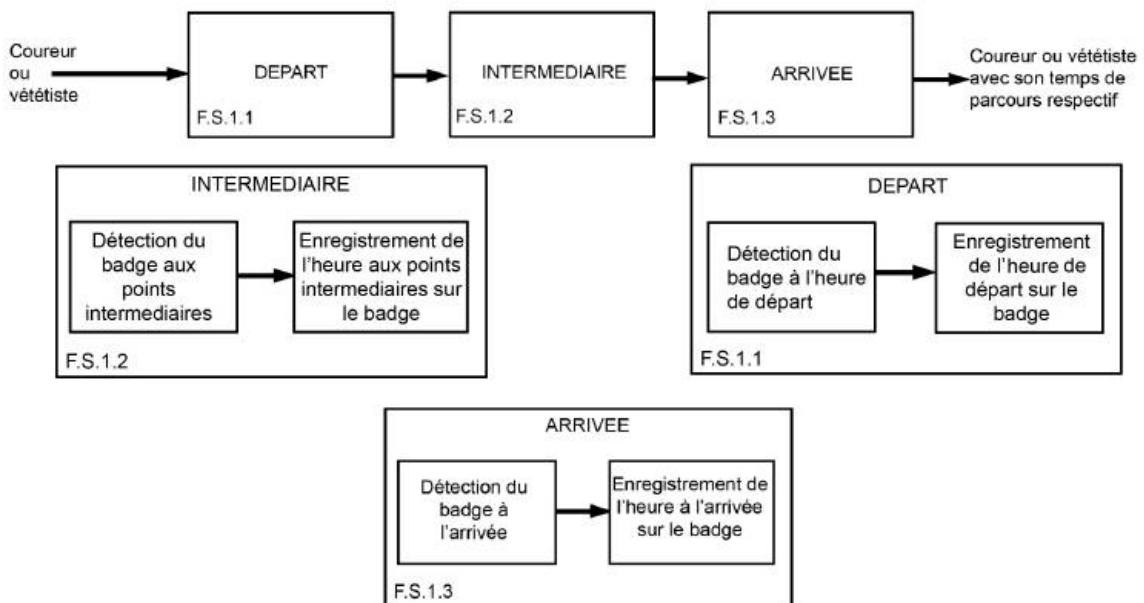 Coureur
ou
vététiste
DEPART
F.S.1.1
INTERMEDIAIRE
F.S.1.2
ARRIVEE
F.S.1.3
Coureur ou vététiste
avec son temps de
parcours respectif
INTERMEDIAIRE
Détection du
badge aux
points
intermediaires
Enregistrement de
l'heure aux points
intermediaires sur
le badge
F.S.1.2
DEPART
Détection du
badge à l'heure
de départ
Enregistrement
de l'heure de
départ sur le
badge
F.S.1.1
ARRIVEE
Détection du
badge à
l'arrivée
Enregistrement de
l'heure à l'arrivée
sur le badge
F.S.1.3